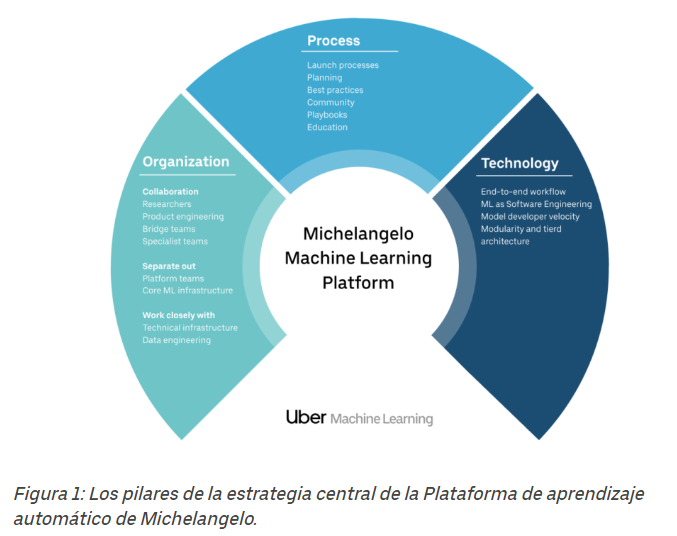 Process
Launch processes
Planning
Best practices
Community
Playbooks
Education
Organization
Collaboration
Researchers
Product engineering
Bridge teams
Specialist teams
Separate out
Platform teams
Core ML infrastructure
Work closely with
Technical infrastructure
Data engineering
Technology
End-to-end workflow
ML as Software Engineering
Model developer velocity
Modularity and tierd
architecture
Michelangelo
Machine Learning
Platform
Uber Machine Learning
Figura 1: Los pilares de la estrategia central de la Plataforma de aprendizaje
automático de Michelangelo.